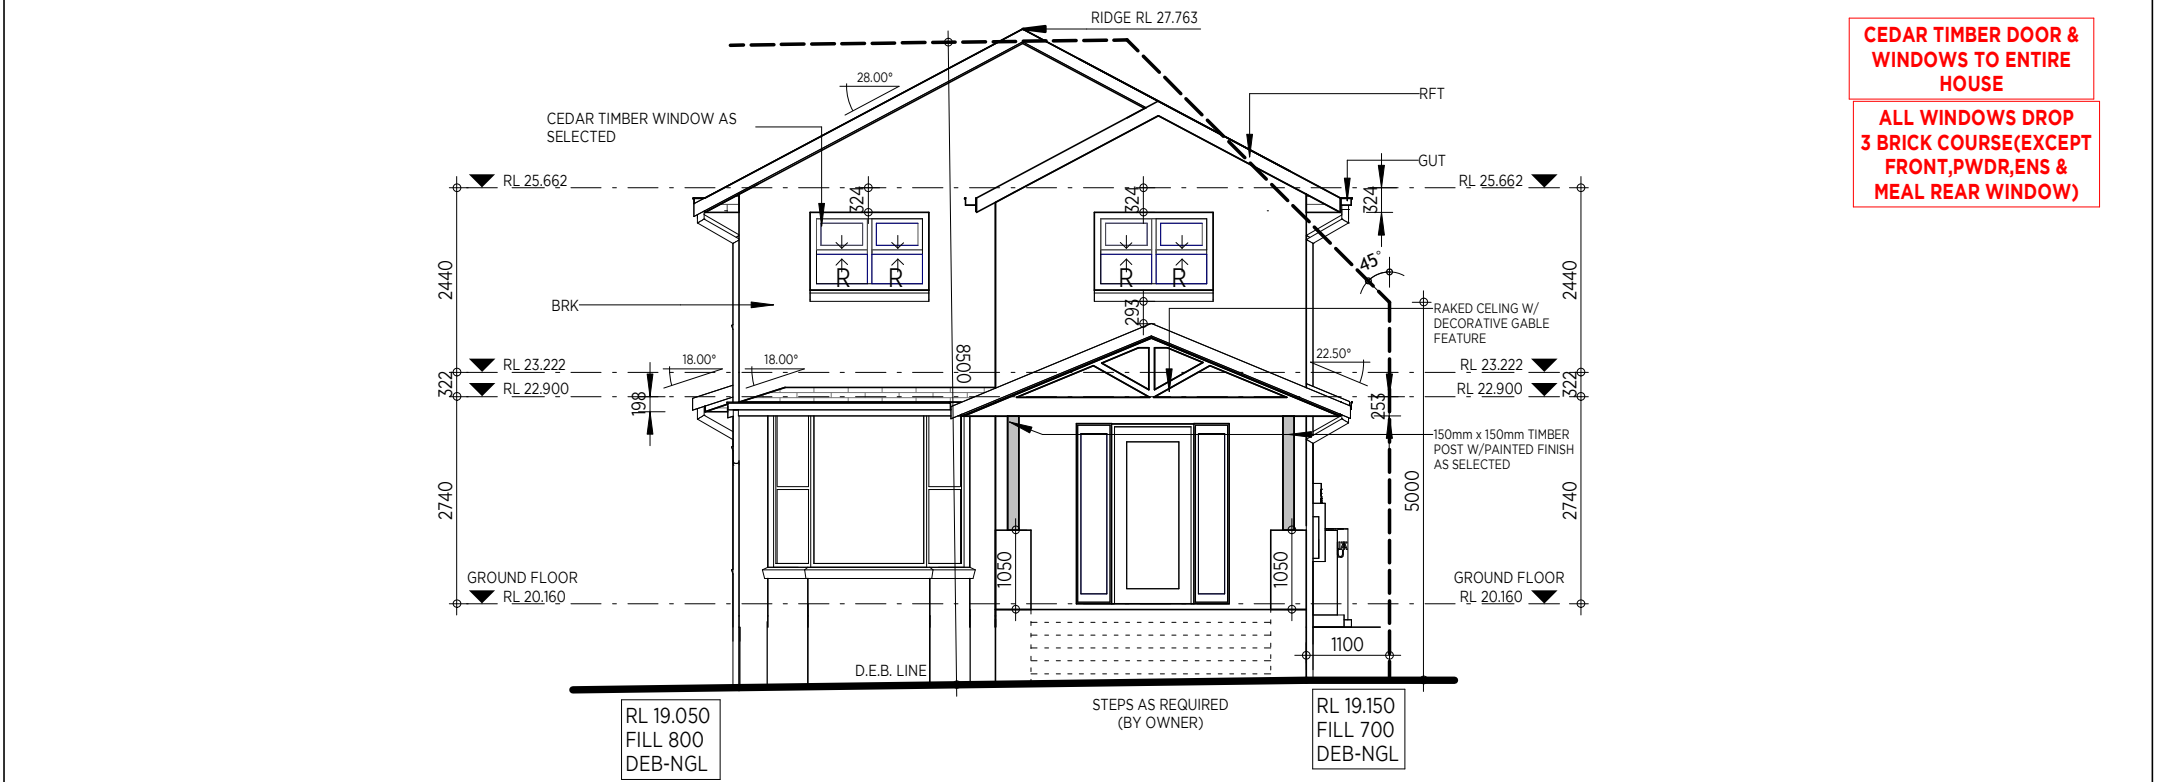 RIDGE RL 27.763
28.00°
CEDAR TIMBER WINDOW AS
SELECTED
RFT
GUT
CEDAR TIMBER DOOR &
WINDOWS TO ENTIRE
HOUSE
ALL WINDOWS DROP
3 BRICK COURSE(EXCEPT
FRONT,PWDR,ENS &
MEAL REAR WINDOW)
RL 25.662
324
324
RL 25.662
324
R R
R R
45°
2440
2440
BRK
293
RAKED CELING W/
DECORATIVE GABLE
FEATURE
8500
RL 23.222
18.00°
18.00°
22.50°
RL 23.222
322
RL 22.900
198
253
RL 22.900
322
150mm x 150mm TIMBER
POST W/PAINTED FINISH
AS SELECTED
2740
5000
2740
1050
1050
GROUND FLOOR
RL 20.160
GROUND FLOOR
RL 20.160
1100
D.E.B. LINE
STEPS AS REQUIRED
(BY OWNER)
RL 19.050
FILL 800
DEB-NGL
RL 19.150
FILL 700
DEB-NGL